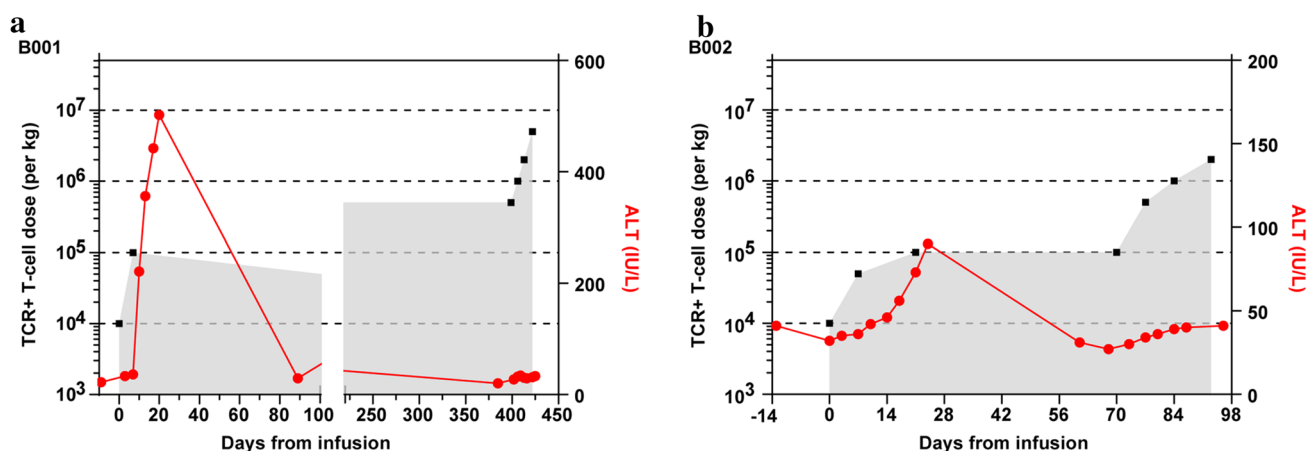 a
B001
TCR+ T-cell dose (per kg)
10^7
10^6
10^5
10^4
10^3
600
400
200
0
ALT (IU/L)
0 20 40 60 80 100 250 300 350 400 450
Days from infusion
b
B002
TCR+ T-cell dose (per kg)
10^7
10^6
10^5
10^4
10^3
200
150
100
50
0
ALT (IU/L)
-14 0 14 28 42 56 70 84 98
Days from infusion